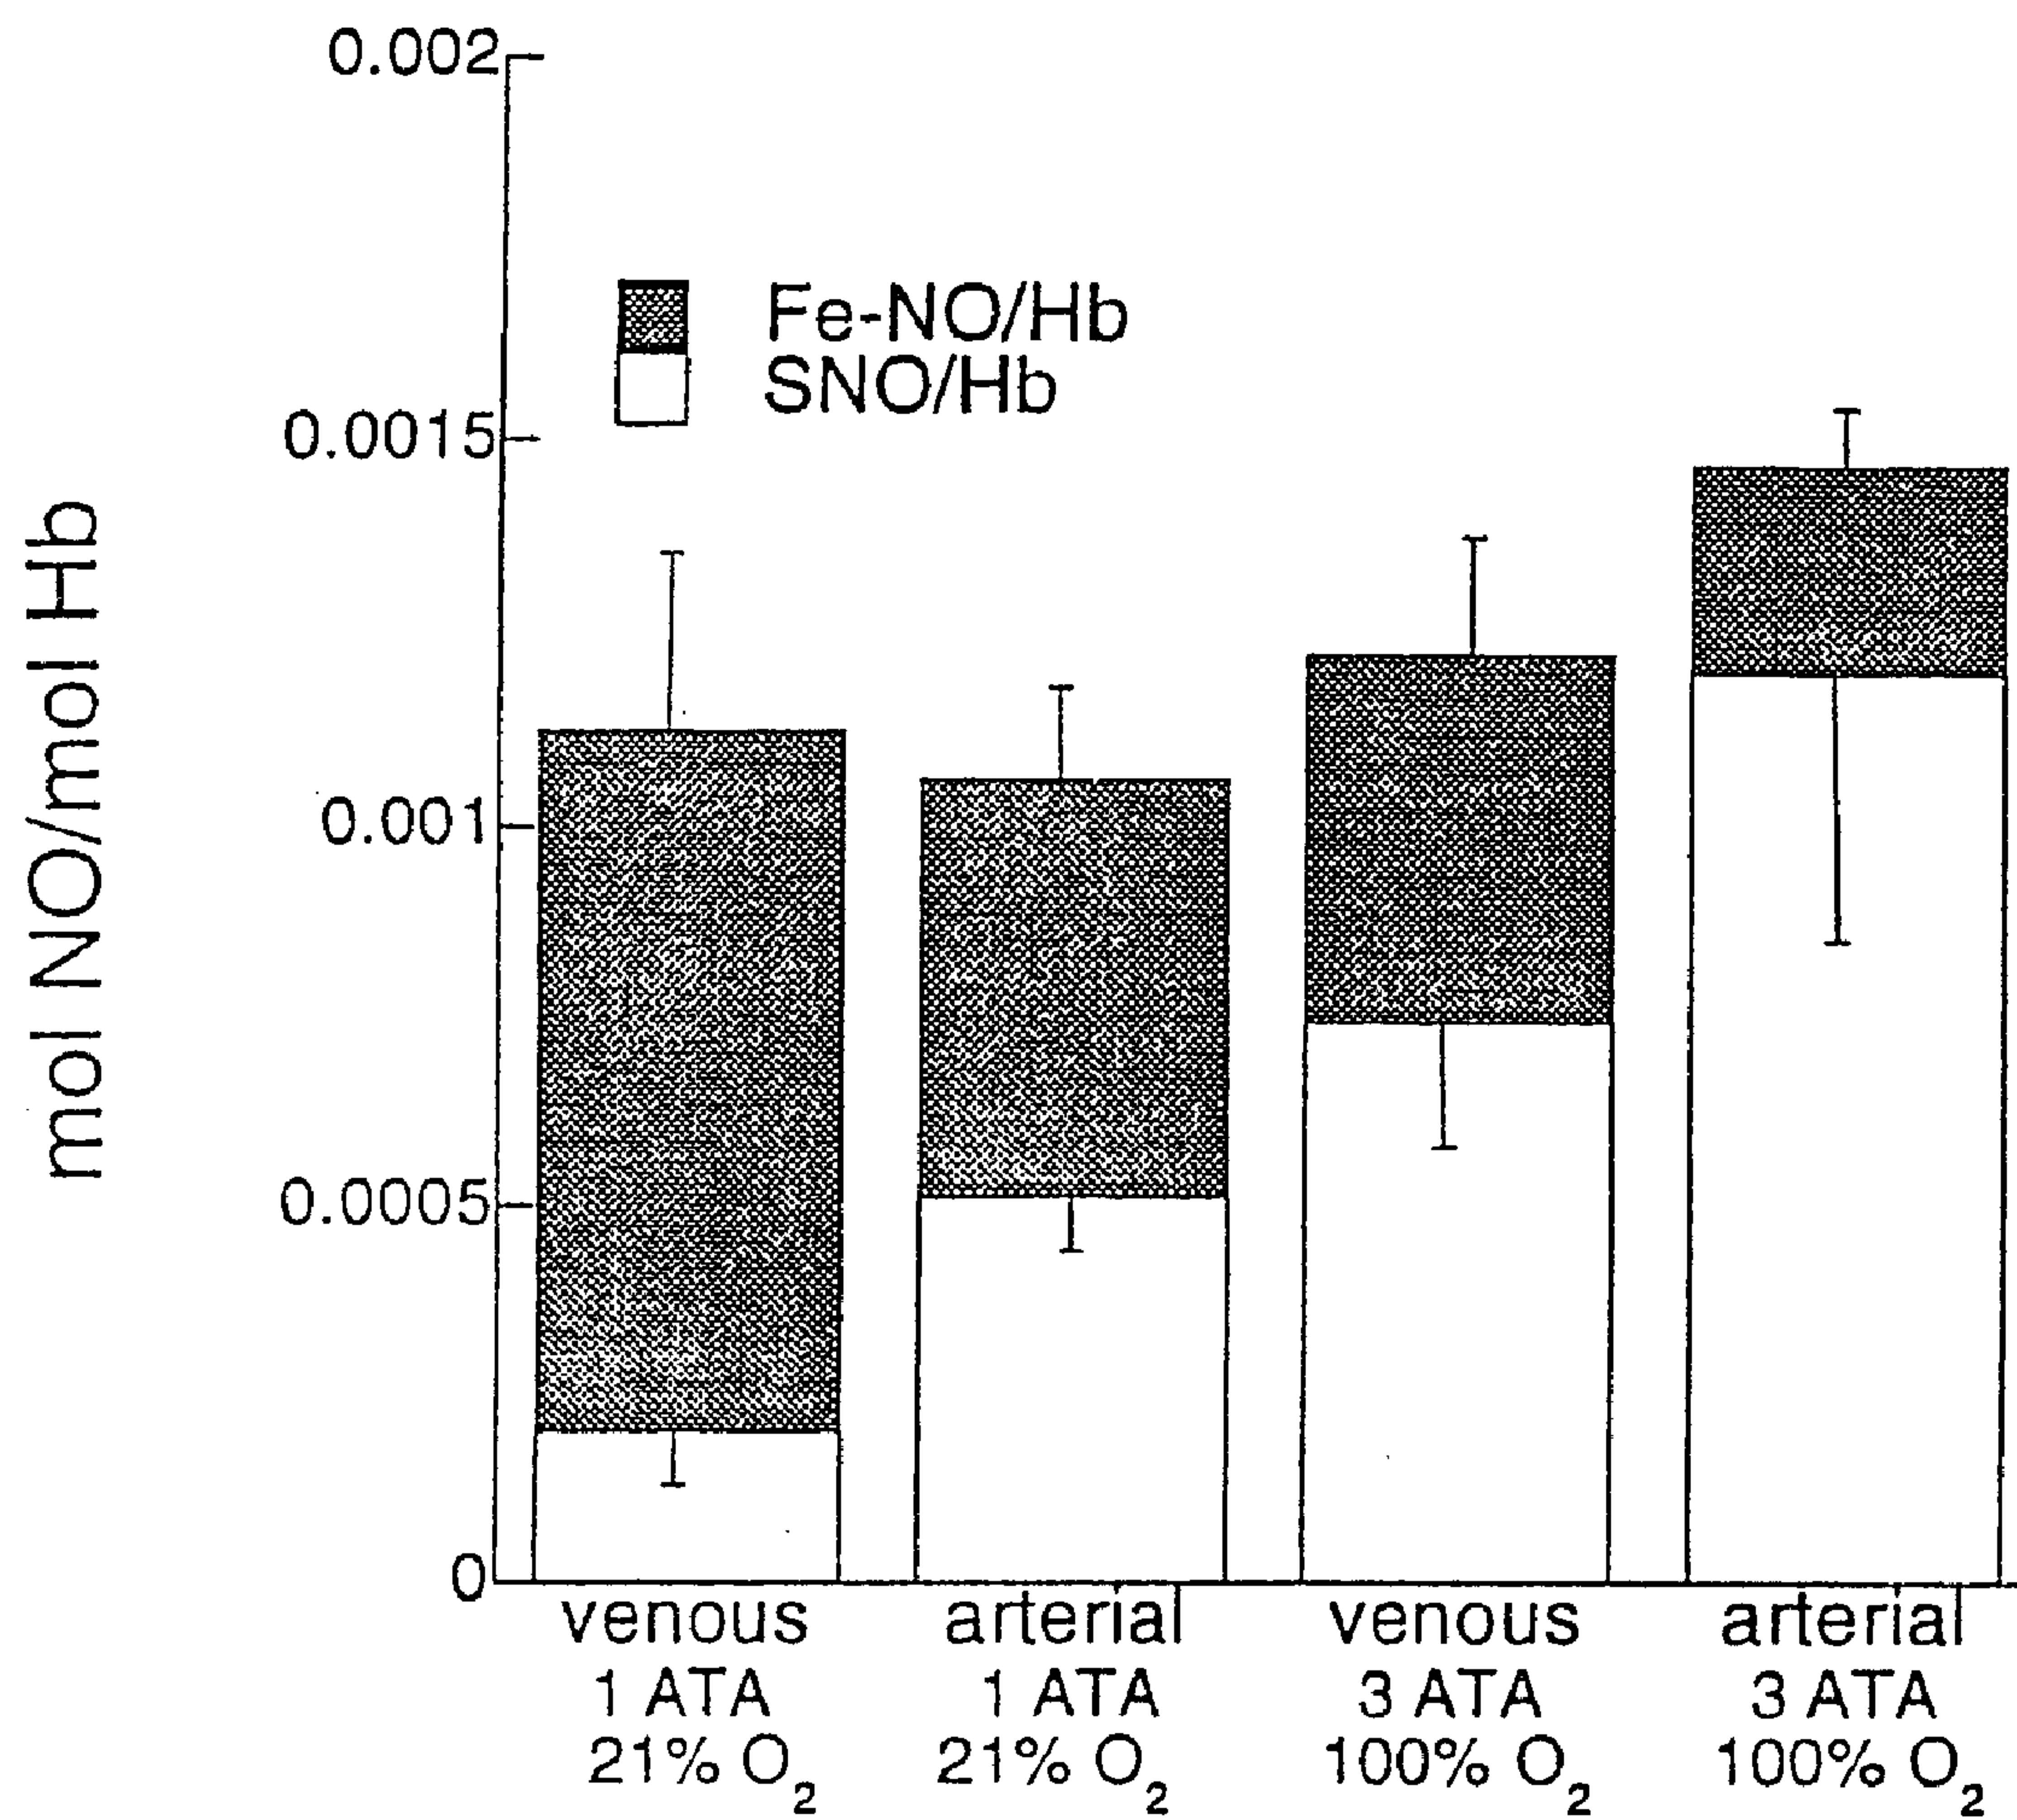 mol NO/mol Hb
0.002
0.0015
0.001
0.0005
0
Fe-NO/Hb
SNO/Hb
venous arterial venous arterial
1 ATA 1 ATA 3 ATA 3 ATA
21% O₂ 21% O₂ 100% O₂ 100% O₂